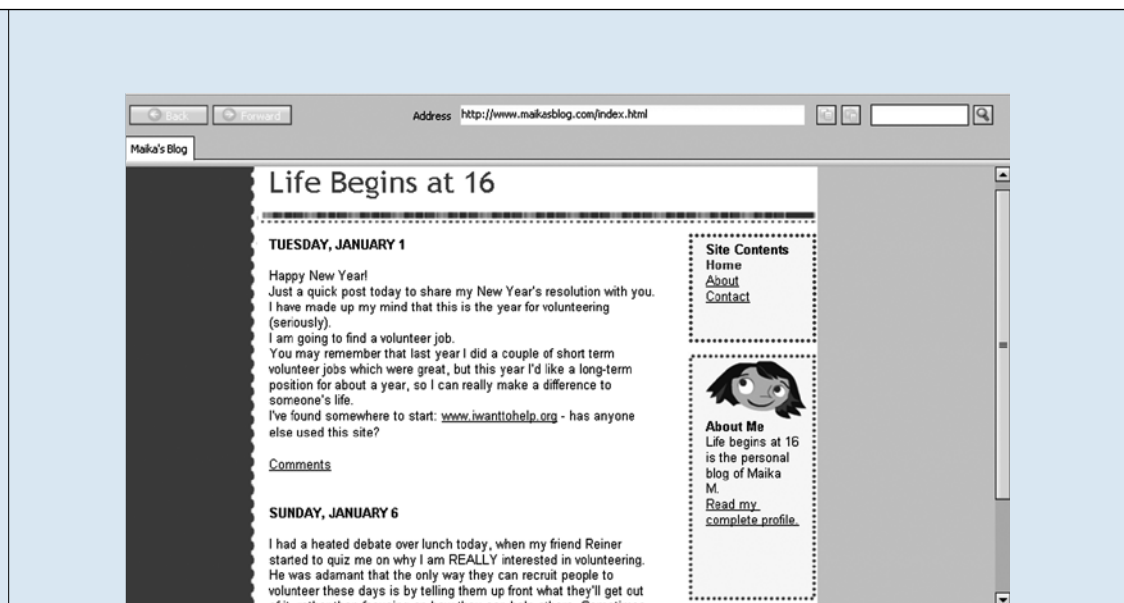 Back
Forward
Address http://www.maikasblog.com/index.html
Maika's Blog
Life Begins at 16
TUESDAY, JANUARY 1
Happy New Year!
Just a quick post today to share my New Year's resolution with you.
I have made up my mind that this is the year for volunteering
(seriously).
I am going to find a volunteer job.
You may remember that last year I did a couple of short term
volunteer jobs which were great, but this year I'd like a long-term
position for about a year, so I can really make a difference to
someone's life.
I've found somewhere to start: www.iwanttohelp.org - has anyone
else used this site?
Comments
SUNDAY, JANUARY 6
I had a heated debate over lunch today, when my friend Reiner
started to quiz me on why I am REALLY interested in volunteering.
He was adamant that the only way they can recruit people to
volunteer these days is by telling them up front what they'll get out
Site Contents
Home
About
Contact
About Me
Life begins at 16
is the personal
blog of Maika
M.
Read my
complete profile.